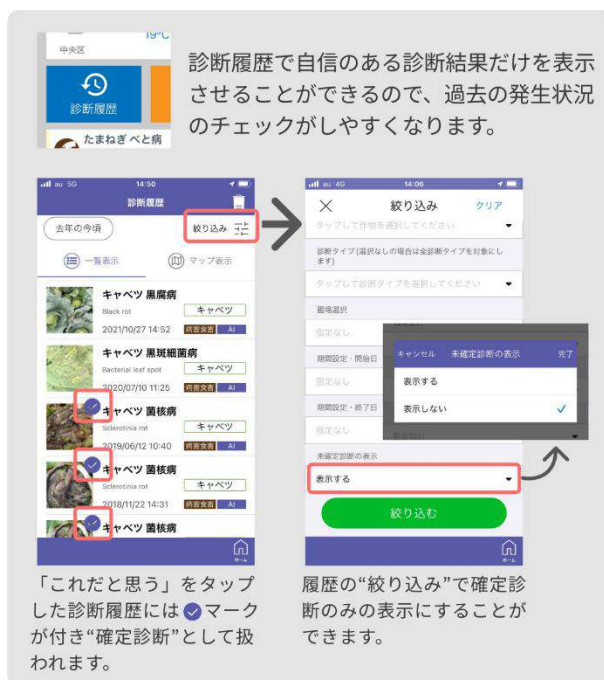 19℃
中央区
診断履歴
たまねぎ べと病
診断履歴で自信のある診断結果だけを表示
させることができるので、過去の発生状況
のチェックがしやすくなります。
au 5G 14:50
診断履歴
去年の今頃 絞り込み
一覧表示 マップ表示
キャベツ 黒腐病
Black rot キャベツ
2021/10/27 14:52 病害虫害 AI
キャベツ 黒斑細菌病
Bacterial leaf spot キャベツ
2020/07/10 11:25 病害虫害 AI
キャベツ 菌核病
Sclerotinia rot キャベツ
2019/06/12 10:40 病害虫害 AI
キャベツ 菌核病
Sclerotinia rot キャベツ
2018/11/22 14:31 病害虫害 AI
キャベツ 菌核病
ホーム
「これだと思う」をタップ
した診断履歴には マーク
が付き“確定診断”として扱
われます。
au 4G 14:06
絞り込み クリア
タップして作物を選択してください
診断タイプ(選択なしの場合は全診断タイプを対象にし
ます)
タップして診断タイプを選択してください
圃場選択
指定なし
期間設定・開始日
指定なし
期間設定・終了日
指定なし
未確定診断の表示
表示する
絞り込む
ホーム
キャンセル 未確定診断の表示 完了
表示する
表示しない
履歴の“絞り込み”で確定診
断のみの表示にすることが
できます。